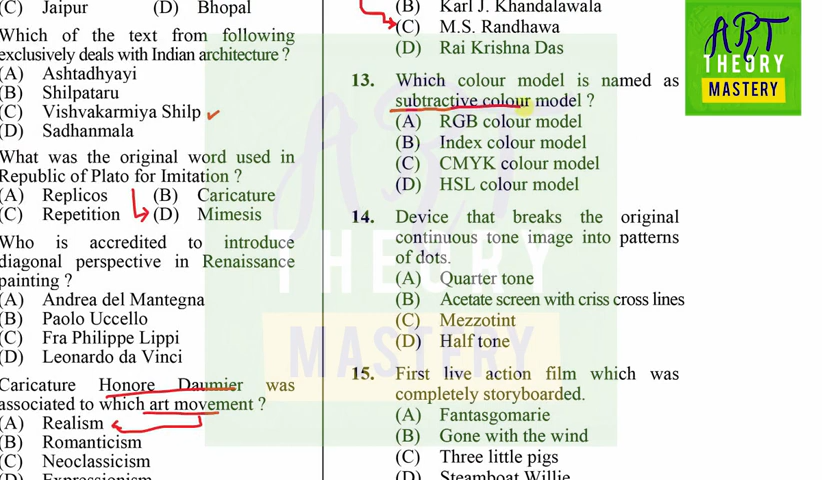 (C) Jaipur (D) Bhopal
Which of the text from following
exclusively deals with Indian architecture ?
(A) Ashtadhyayi
(B) Shilpataru
(C) Vishvakarmiya Shilp
(D) Sadhanmala
What was the original word used in
Republic of Plato for Imitation ?
(A) Replicos (B) Caricature
(C) Repetition (D) Mimesis
Who is accredited to introduce
diagonal perspective in Renaissance
painting ?
(A) Andrea del Mantegna
(B) Paolo Uccello
(C) Fra Philippe Lippi
(D) Leonardo da Vinci
Caricature Honore Daumier was
associated to which art movement ?
(A) Realism
(B) Romanticism
(C) Neoclassicism
(D) Expressionism
(B) Karl J. Khandalawala
(C) M.S. Randhawa
(D) Rai Krishna Das
13. Which colour model is named as
subtractive colour model ?
(A) RGB colour model
(B) Index colour model
(C) CMYK colour model
(D) HSL colour model
14. Device that breaks the original
continuous tone image into patterns
of dots.
(A) Quarter tone
(B) Acetate screen with criss cross lines
(C) Mezzotint
(D) Half tone
15. First live action film which was
completely storyboarded.
(A) Fantasgomarie
(B) Gone with the wind
(C) Three little pigs
(D) Steamboat Willie
ART
THEORY
MASTERY
ART
THEORY
MASTERY